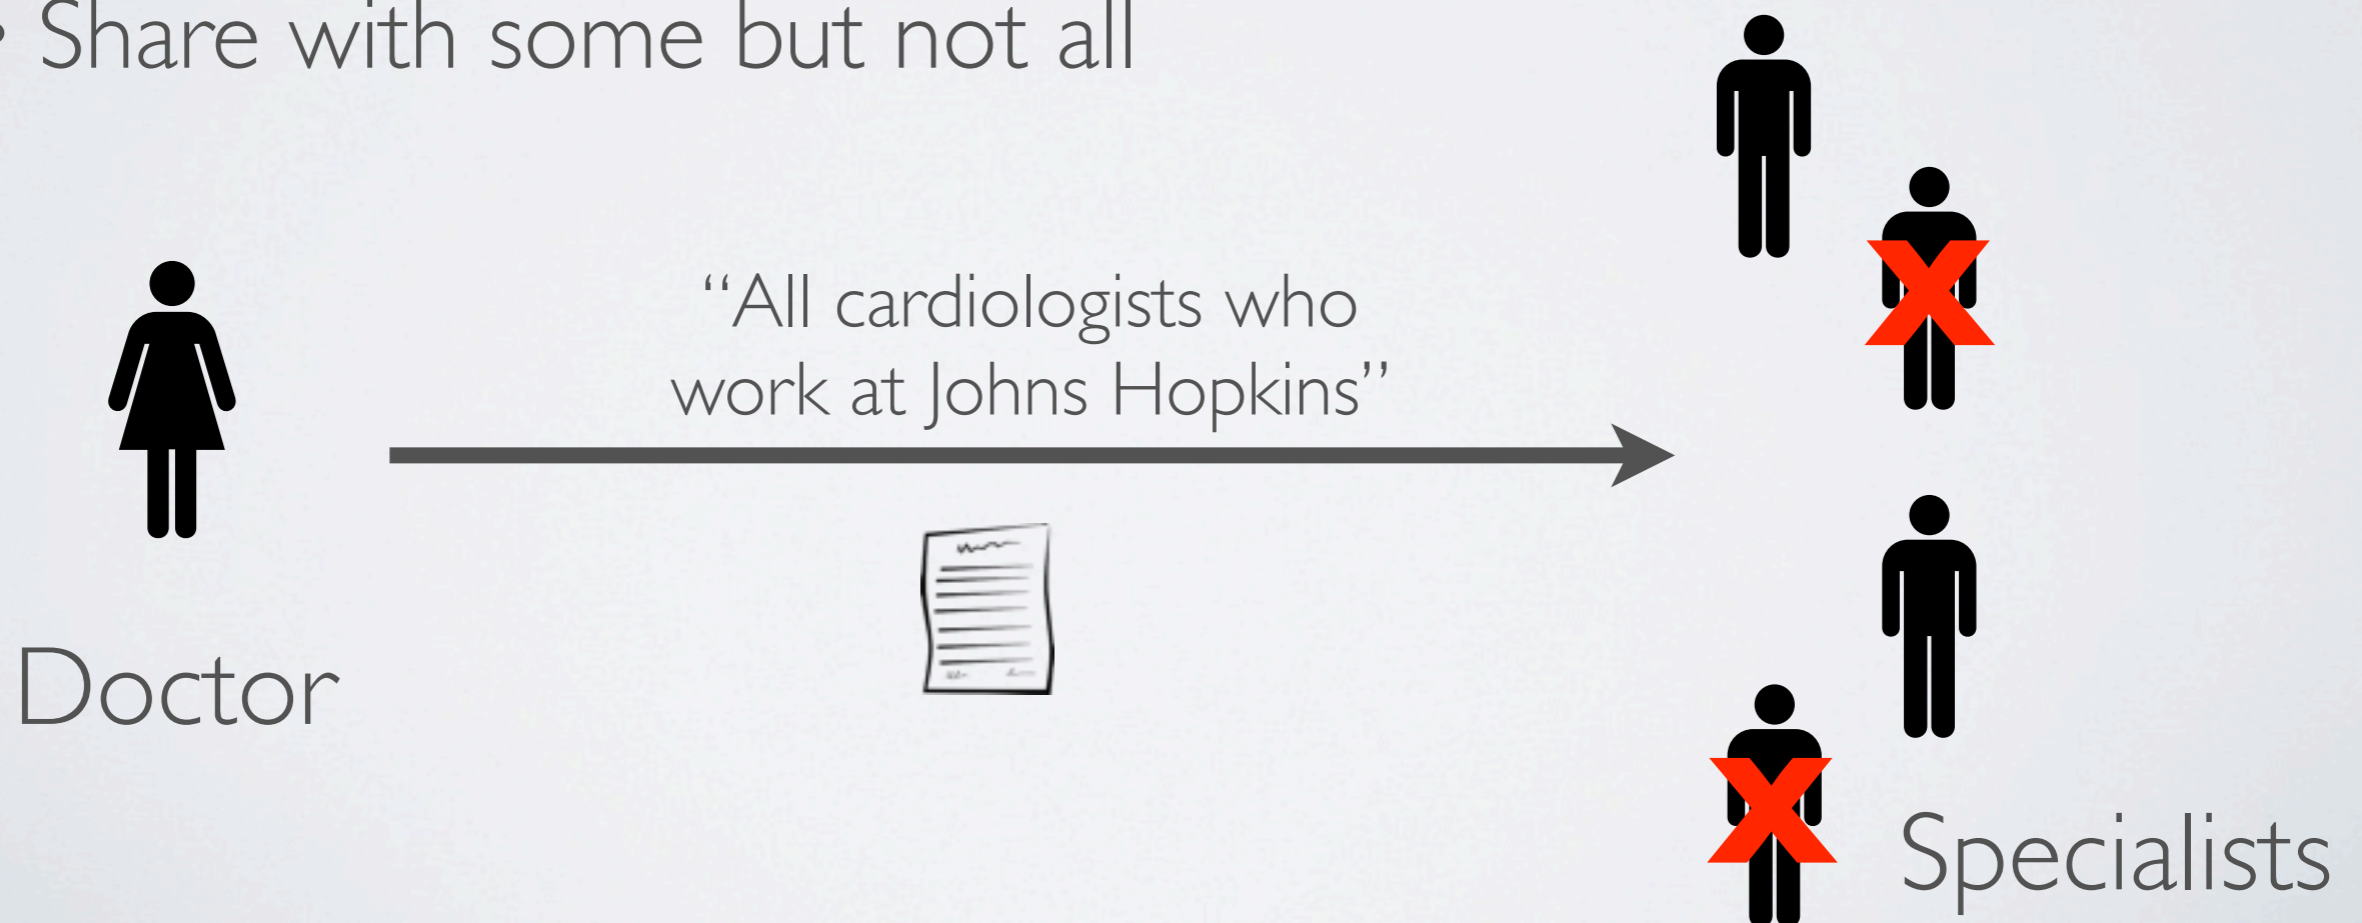 • Share with some but not all
“All cardiologists who
work at Johns Hopkins”
Doctor
Specialists